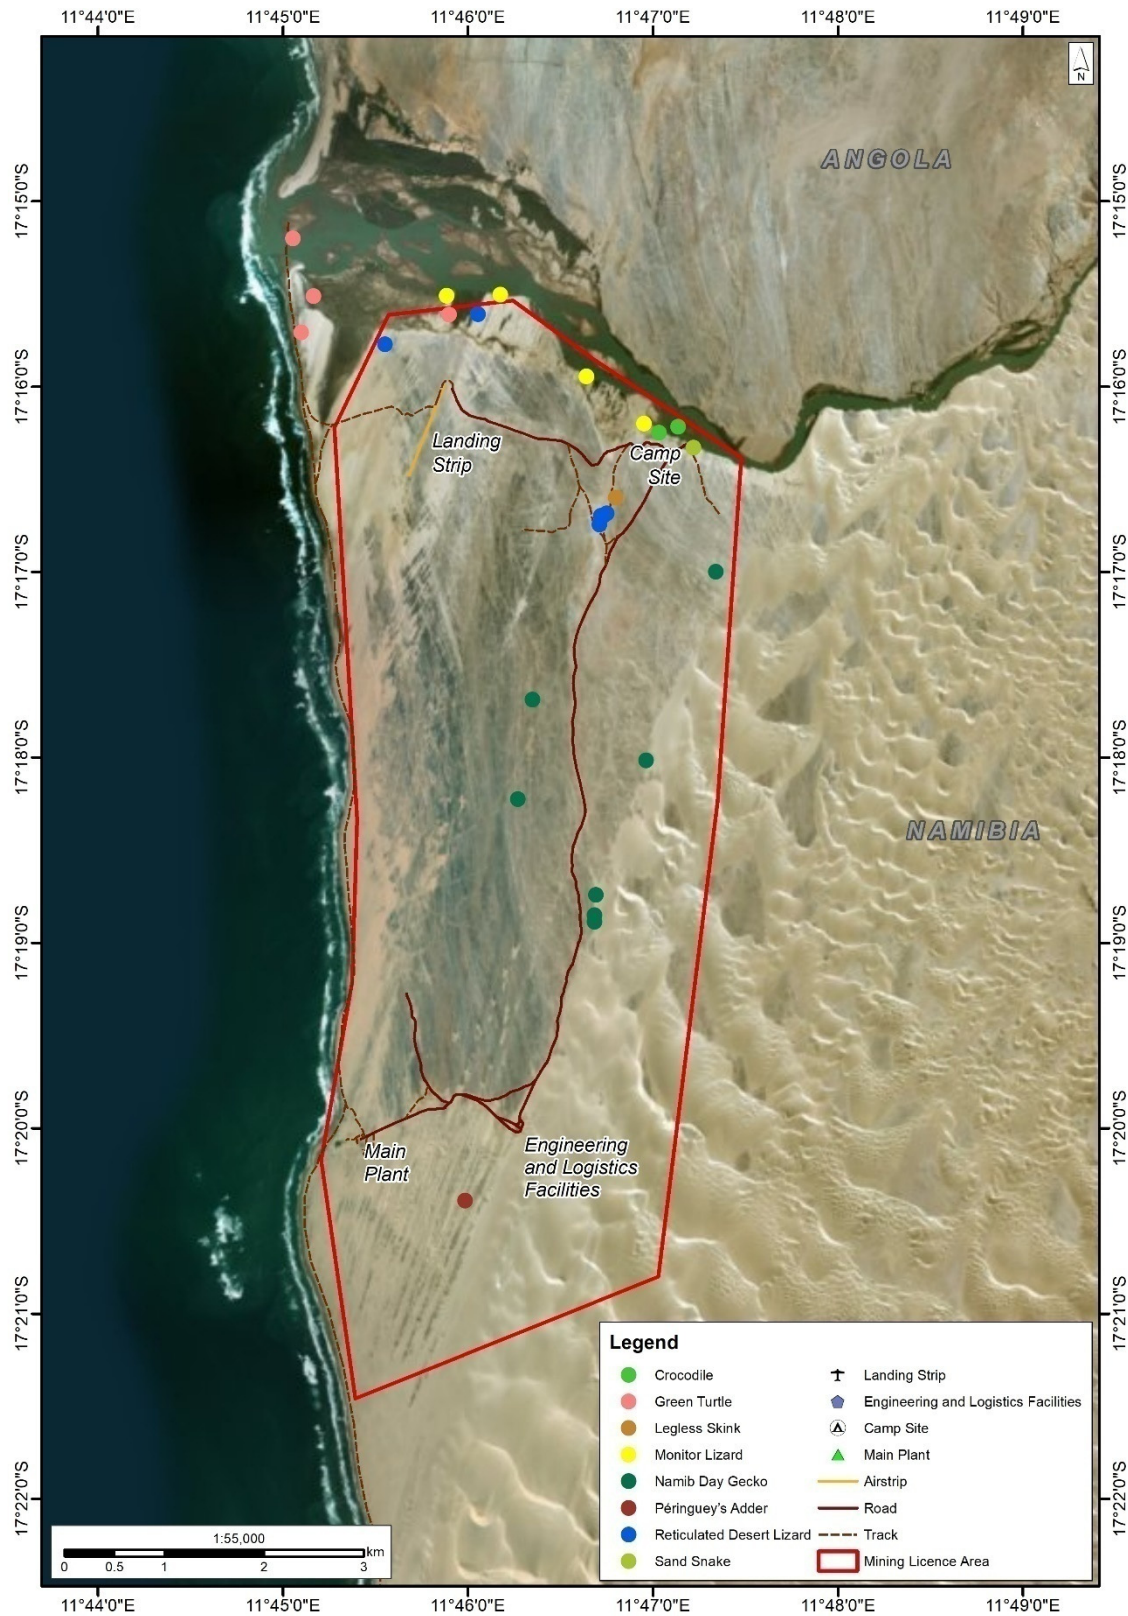 11°44'0"E 11°45'0"E 11°46'0"E 11°47'0"E 11°48'0"E 11°49'0"E
N
ANGOLA
17°15'0"S 17°15'0"S
17°16'0"S 17°16'0"S
Landing
Strip
Camp
Site
17°17'0"S 17°17'0"S
17°18'0"S 17°18'0"S
NAMIBIA
17°19'0"S 17°19'0"S
17°20'0"S 17°20'0"S
Main
Plant
Engineering
and Logistics
Facilities
17°21'0"S 17°21'0"S
Legend
Crocodile Landing Strip
Green Turtle Engineering and Logistics Facilities
Legless Skink Camp Site
Monitor Lizard Main Plant
Namib Day Gecko Airstrip
Péringuey's Adder Road
Reticulated Desert Lizard Track
Sand Snake Mining Licence Area
17°22'0"S 17°22'0"S
1:55,000
km
0 0.5 1 2 3
11°44'0"E 11°45'0"E 11°46'0"E 11°47'0"E 11°48'0"E 11°49'0"E